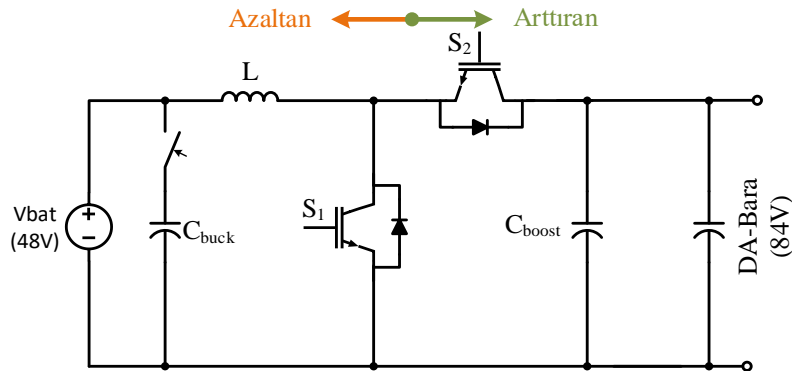 Azaltan
Arttıran
S2
L
S1
Vbat
(48V)
Cbuck
Cboost
DA-Bara
(84V)